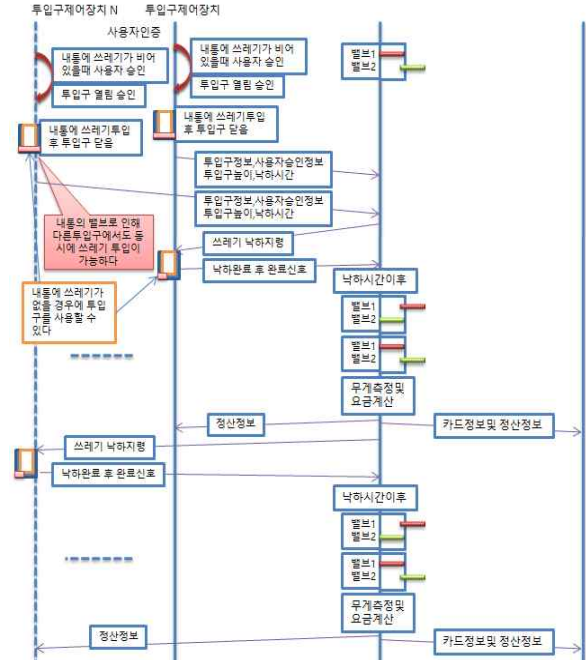 투입구제어장치 N
투입구제어장치
사용자인증
내통에 쓰레기가 비어
있을때 사용자 승인
투입구 열림 승인
내통에 쓰레기가 비어
있을때 사용자 승인
투입구 열림 승인
밸브1
밸브2
내통에 쓰레기투입
후 투입구 닫음
내통에 쓰레기투입
후 투입구 닫음
투입구정보,사용자승인정보
투입구높이,낙하시간
투입구정보,사용자승인정보
투입구높이,낙하시간
내통의 밸브로 인해
다른투입구에서도 동
시에 쓰레기 투입이
가능하다
쓰레기 낙하지령
낙하완료 후 완료신호
낙하시간이후
내통에 쓰레기가
없을 경우에 투입
구를 사용할 수
있다
밸브1
밸브2
밸브1
밸브2
무게측정및
요금계산
정산정보
카드정보및 정산정보
쓰레기 낙하지령
낙하완료 후 완료신호
낙하시간이후
밸브1
밸브2
밸브1
밸브2
무게측정및
요금계산
정산정보
카드정보및 정산정보